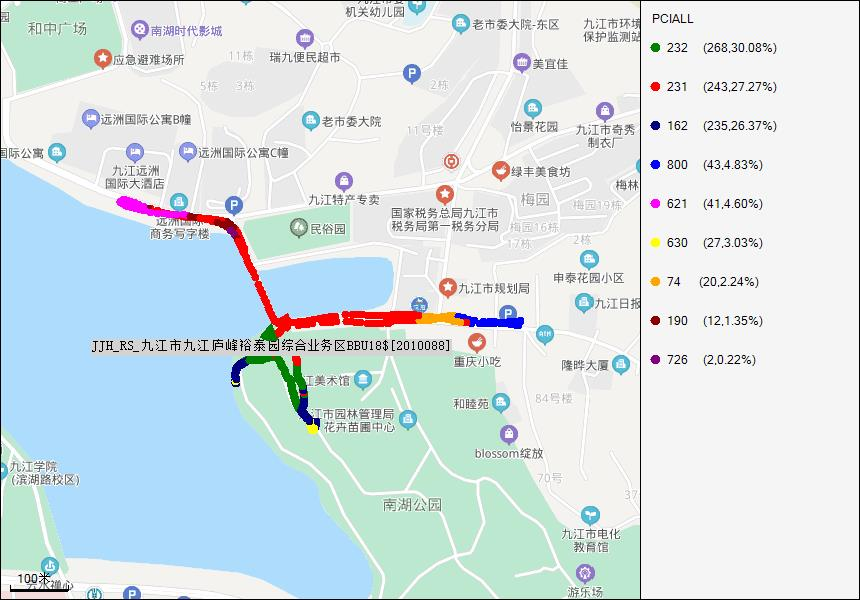 和中广场
南湖时代影城
机关幼儿园
老市委大院-东区
九江市环境
保护监测站
PCIALL
应急避难场所
11栋
瑞九便民超市
美宜佳
232 (268,30.08%)
5栋
3栋
2栋
231 (243,27.27%)
远洲国际公寓B幢
老市委大院
11号楼
怡景花园
九江市奇秀
制衣厂
162 (235,26.37%)
国际公寓
远洲国际公寓C幢
九江远洲
国际大酒店
绿丰美食坊
800 (43,4.83%)
梅林
九江特产专卖
梅园
621 (41,4.60%)
远洲国际
商务写字楼
民俗园
国家税务总局九江市
税务局第一税务分局
梅园19栋
梅园16栋
17栋
2栋
630 (27,3.03%)
申泰花园小区
74 (20,2.24%)
九江市规划局
九江日报
190 (12,1.35%)
ATM
JJH_RS_九江市九江庐峰裕泰园综合业务区BBU18$[2010088]
重庆小吃
隆晔大厦
726 (2,0.22%)
江美术馆
84号楼
江市园林管理局
花卉苗圃中心
和睦苑
blossom绽放
九江学院
(滨湖路校区)
70号
南湖公园
37
九江市电化
教育馆
100米
云水禅心
游乐场